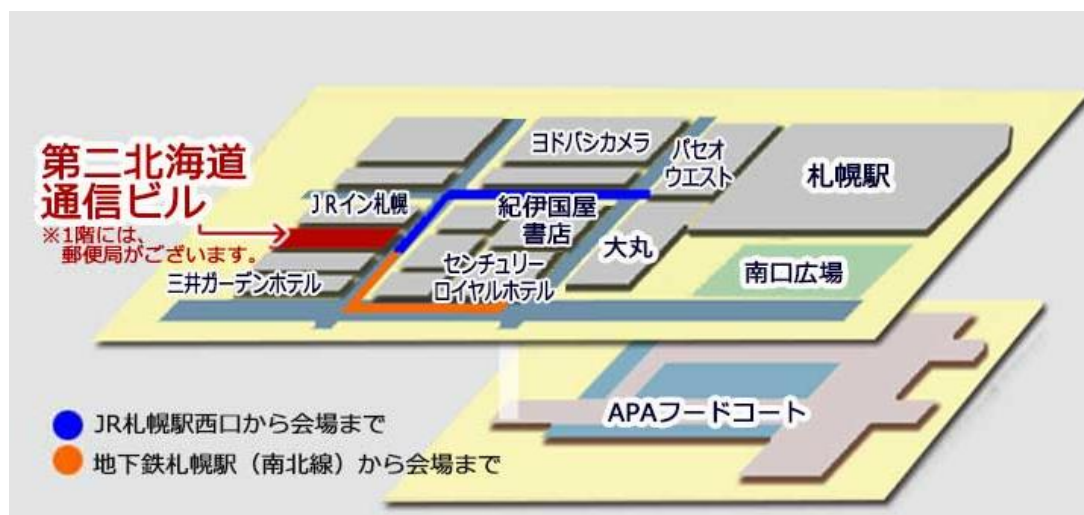 ヨドバシカメラ
パセオ
ウエスト
札幌駅
第二北海道
通信ビル
※1階には、
郵便局がございます。
JRイン札幌
紀伊国屋
書店
大丸
三井ガーデンホテル
センチュリー
ロイヤルホテル
南口広場
APAフードコート
JR札幌駅西口から会場まで
地下鉄札幌駅(南北線)から会場まで